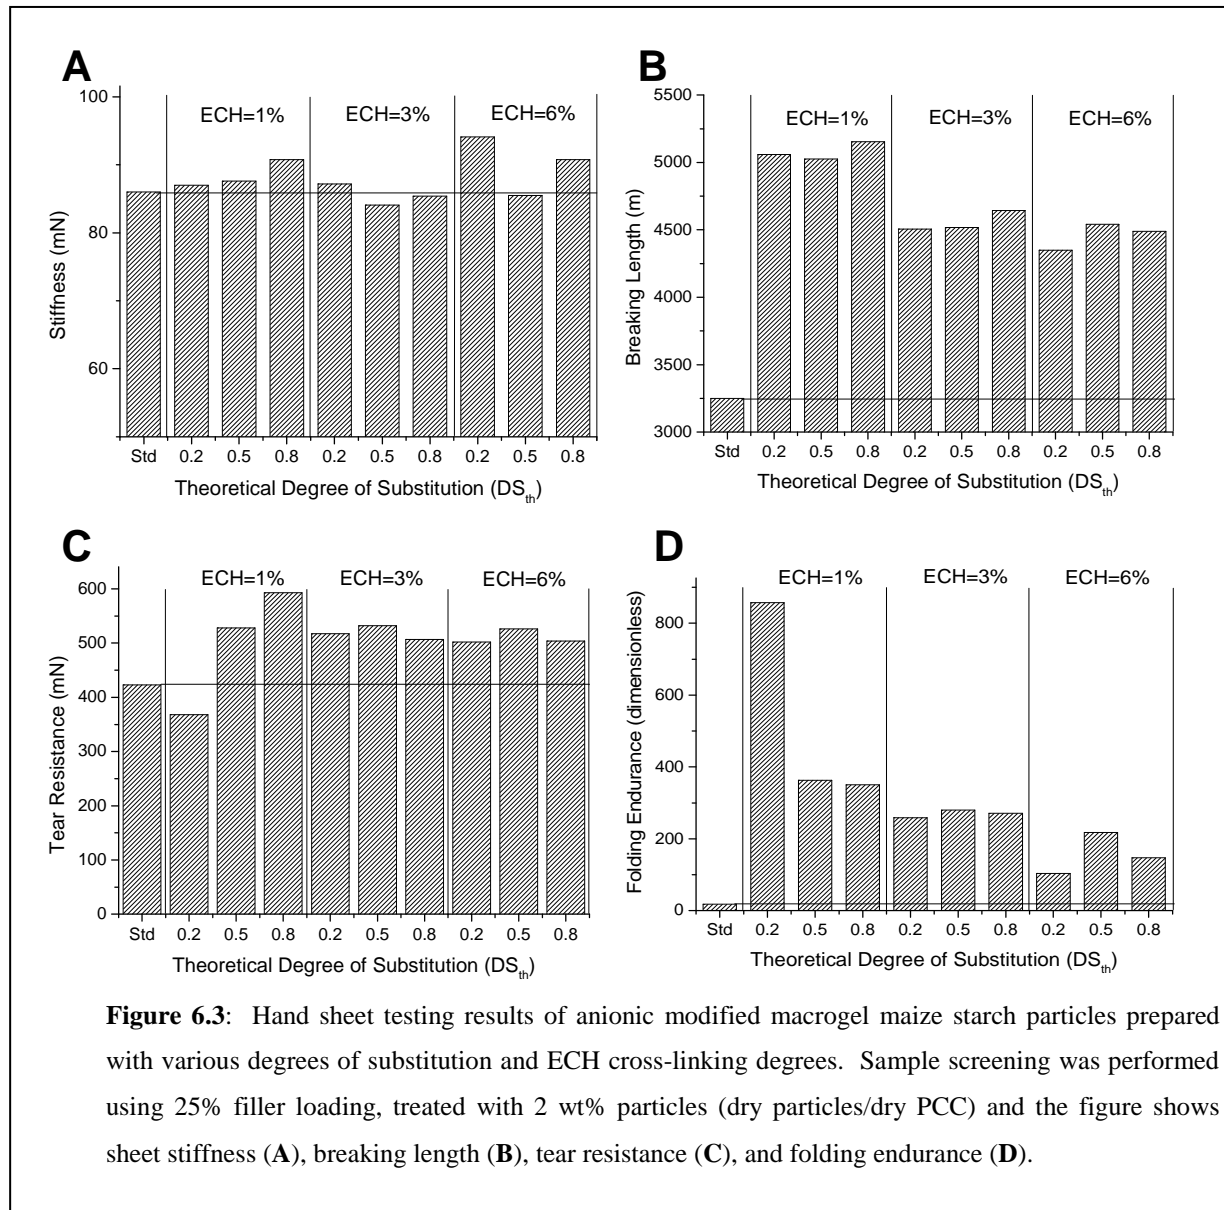 A
100
80
60
Stiffness (mN)
ECH=1%
ECH=3%
ECH=6%
Std 0.2 0.5 0.8 0.2 0.5 0.8 0.2 0.5 0.8
Theoretical Degree of Substitution (DSth)
B
5500
5000
4500
4000
3500
3000
Breaking Length (m)
ECH=1%
ECH=3%
ECH=6%
Std 0.2 0.5 0.8 0.2 0.5 0.8 0.2 0.5 0.8
Theoretical Degree of Substitution (DSth)
C
600
500
400
300
200
100
0
Tear Resistance (mN)
ECH=1%
ECH=3%
ECH=6%
Std 0.2 0.5 0.8 0.2 0.5 0.8 0.2 0.5 0.8
Theoretical Degree of Substitution (DSth)
D
800
600
400
200
0
Folding Endurance (dimensionless)
ECH=1%
ECH=3%
ECH=6%
Std 0.2 0.5 0.8 0.2 0.5 0.8 0.2 0.5 0.8
Theoretical Degree of Substitution (DSth)
Figure 6.3: Hand sheet testing results of anionic modified macrogel maize starch particles prepared
with various degrees of substitution and ECH cross-linking degrees. Sample screening was performed
using 25% filler loading, treated with 2 wt% particles (dry particles/dry PCC) and the figure shows
sheet stiffness (A), breaking length (B), tear resistance (C), and folding endurance (D).